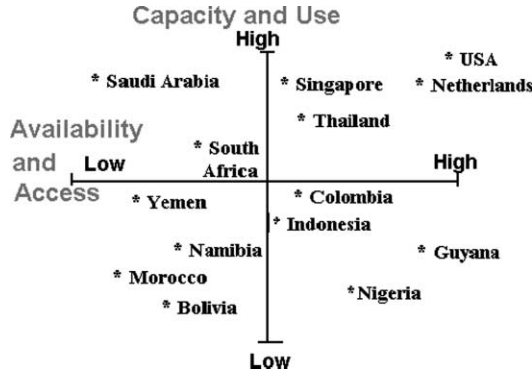 Capacity and Use
High
* USA
* Saudi Arabia
* Singapore
* Netherlands
* Thailand
Availability
and
Access
* South
Africa
Low
High
* Yemen
* Colombia
* Indonesia
* Namibia
* Guyana
* Morocco
*Nigeria
* Bolivia
Low